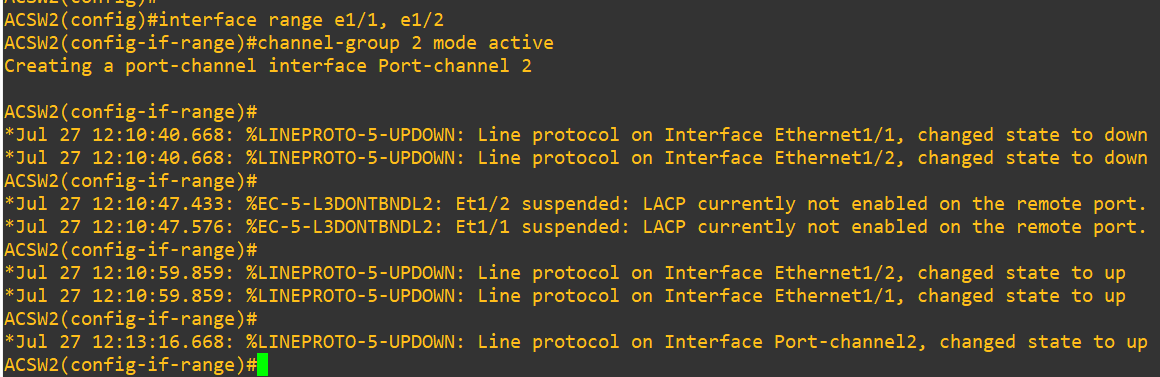 ACSW2(config)#
ACSW2(config)#interface range e1/1, e1/2
ACSW2(config-if-range)#channel-group 2 mode active
Creating a port-channel interface Port-channel 2
ACSW2(config-if-range)#
*Jul 27 12:10:40.668: %LINEPROTO-5-UPDOWN: Line protocol on Interface Ethernet1/1, changed state to down
*Jul 27 12:10:40.668: %LINEPROTO-5-UPDOWN: Line protocol on Interface Ethernet1/2, changed state to down
ACSW2(config-if-range)#
*Jul 27 12:10:47.433: %EC-5-L3DONTBNDL2: Et1/2 suspended: LACP currently not enabled on the remote port.
*Jul 27 12:10:47.576: %EC-5-L3DONTBNDL2: Et1/1 suspended: LACP currently not enabled on the remote port.
ACSW2(config-if-range)#
*Jul 27 12:10:59.859: %LINEPROTO-5-UPDOWN: Line protocol on Interface Ethernet1/2, changed state to up
*Jul 27 12:10:59.859: %LINEPROTO-5-UPDOWN: Line protocol on Interface Ethernet1/1, changed state to up
ACSW2(config-if-range)#
*Jul 27 12:13:16.668: %LINEPROTO-5-UPDOWN: Line protocol on Interface Port-channel2, changed state to up
ACSW2(config-if-range)#